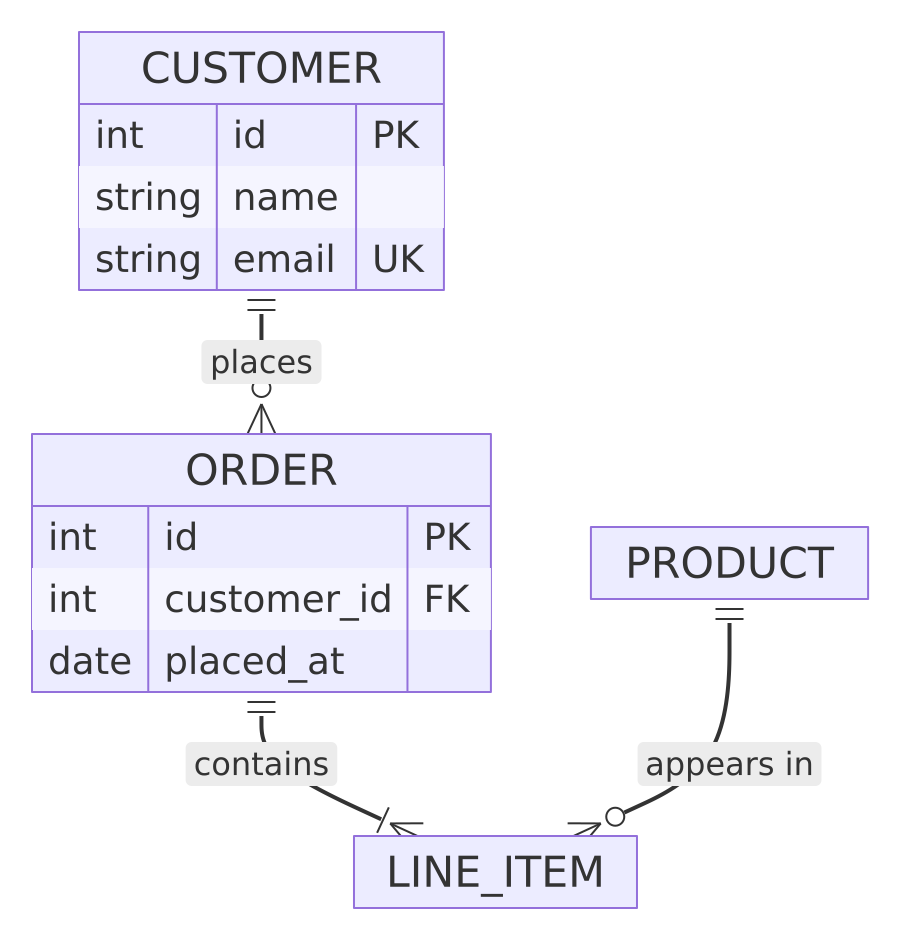 CUSTOMER
int id PK
string name
string email UK
places
ORDER
int id PK
int customer_id FK
date placed_at
PRODUCT
contains
appears in
LINE_ITEM